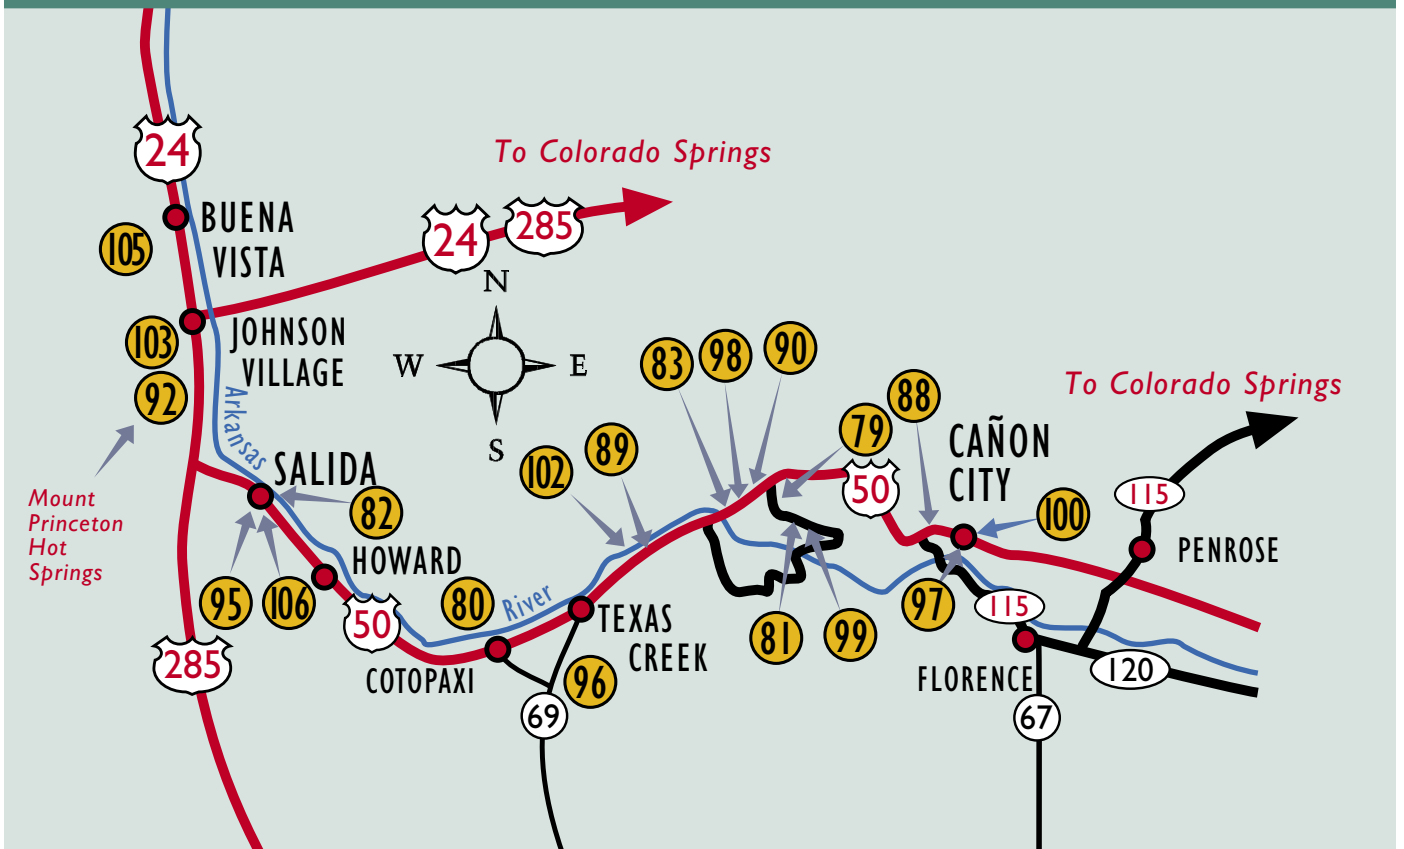 24
To Colorado Springs
BUENA
VISTA
24
285
105
N
W
E
S
JOHNSON
VILLAGE
103
92
Arkansas
83
98
90
To Colorado Springs
88
79
CAÑON
CITY
SALIDA
102
89
50
115
Mount
Princeton
Hot
Springs
82
100
HOWARD
PENROSE
95
106
80
River
50
97
115
TEXAS
CREEK
81
99
285
COTOPAXI
96
FLORENCE
120
69
67